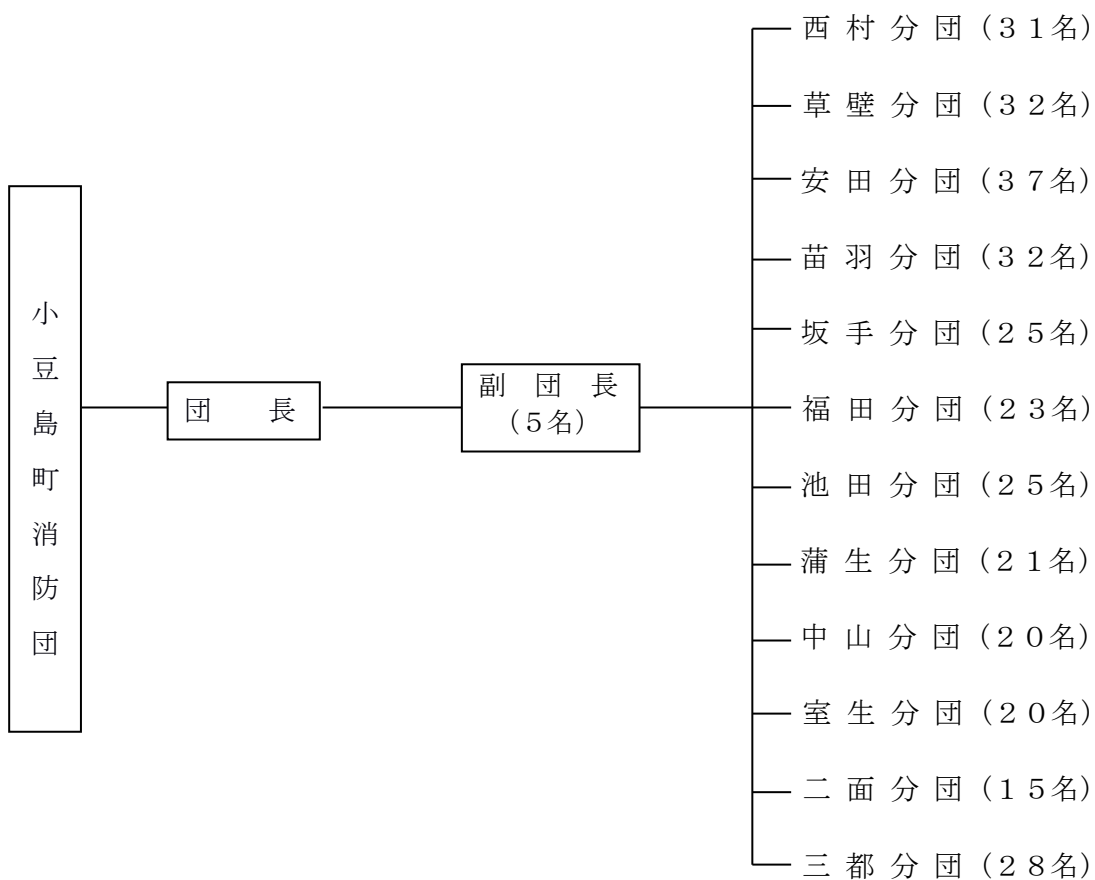 小豆島町消防団
団　長
副　団　長
（５名）
西村分団（３１名）
草壁分団（３２名）
安田分団（３７名）
苗羽分団（３２名）
坂手分団（２５名）
福田分団（２３名）
池田分団（２５名）
蒲生分団（２１名）
中山分団（２０名）
室生分団（２０名）
二面分団（１５名）
三都分団（２８名）